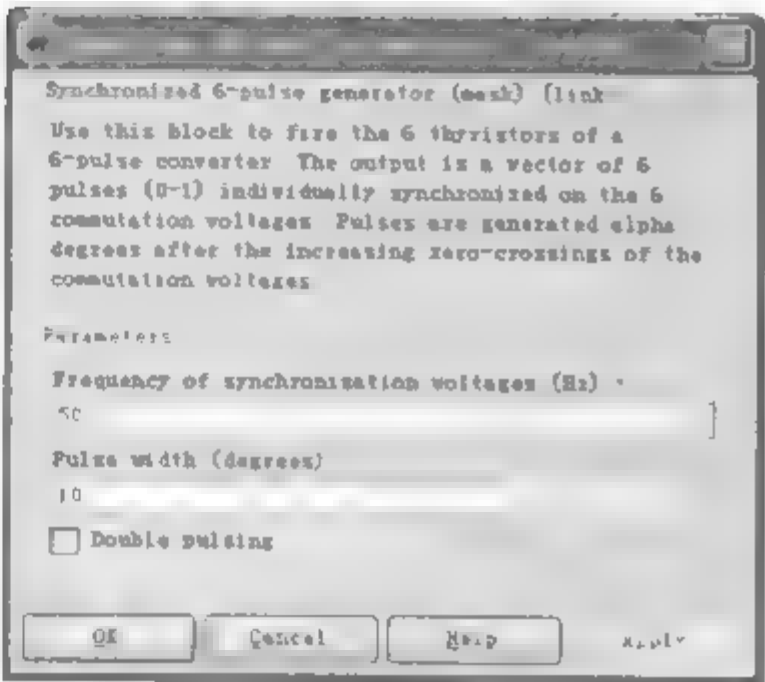 Synchronized 6-pulse generator (mask) (link
Use this block to fire the 6 thyristors of a
6-pulse converter The output is a vector of 6
pulses (0-1) individually synchronized on the 6
commutation voltages Pulses are generated alpha
degrees after the increasing zero-crossings of the
commutation voltages
Parameters
Frequency of synchronization voltages (Hz)
50
Pulse width (degrees)
10
Double pulsing
OK
Cancel
Help
Apply